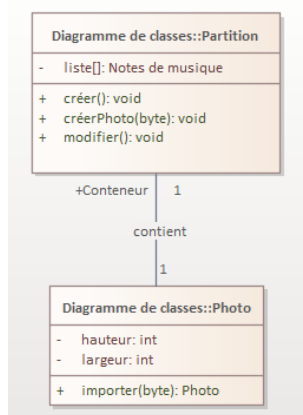 Diagramme de classes::Partition
- liste[]: Notes de musique
+ créer(): void
+ créerPhoto(byte): void
+ modifier(): void
+Conteneur 1
contient
1
Diagramme de classes::Photo
- hauteur: int
- largeur: int
+ importer(byte): Photo